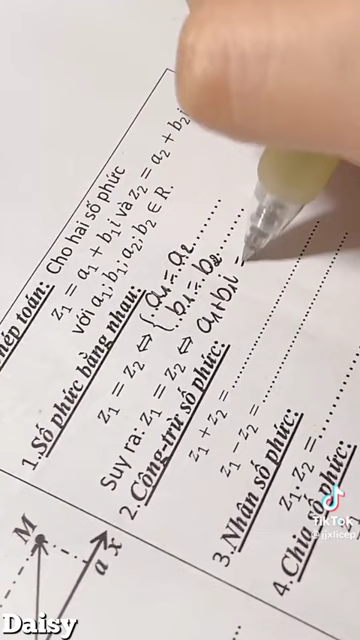 phép toán: Cho hai số phức
z₁ = a₁ + b₁i và z₂ = a₂ + b₂i
với a₁; b₁; a₂; b₂ ∈ R.
1.Số phức bằng nhau:
z₁ = z₂ ⇔ { a₁ = a₂
b₁ = b₂
Suy ra: z₁ = z₂ ⇔ a₁+b₁i =
2.Cộng-trừ số phức:
z₁ + z₂ =
z₁ − z₂ =
3.Nhân số phức:
z₁. z₂ =
4.Chia số phức:
z₁
M
a x
TikTok
Daisy